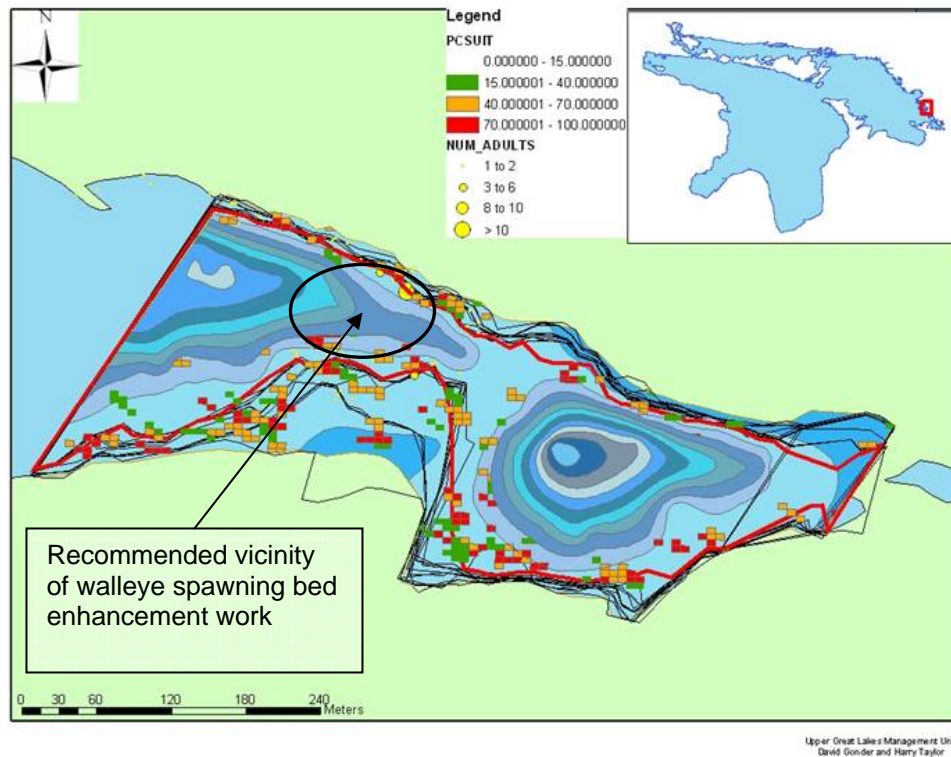 N
Legend
PCSUIT
0.000000 - 15.000000
15.000001 - 40.000000
40.000001 - 70.000000
70.000001 - 100.000000
NUM_ADULTS
1 to 2
3 to 6
8 to 10
> 10
Recommended vicinity
of walleye spawning bed
enhancement work
0 30 60 120 180 240
Meters
Upper Great Lakes Management Un
David Gonder and Harry Taylor